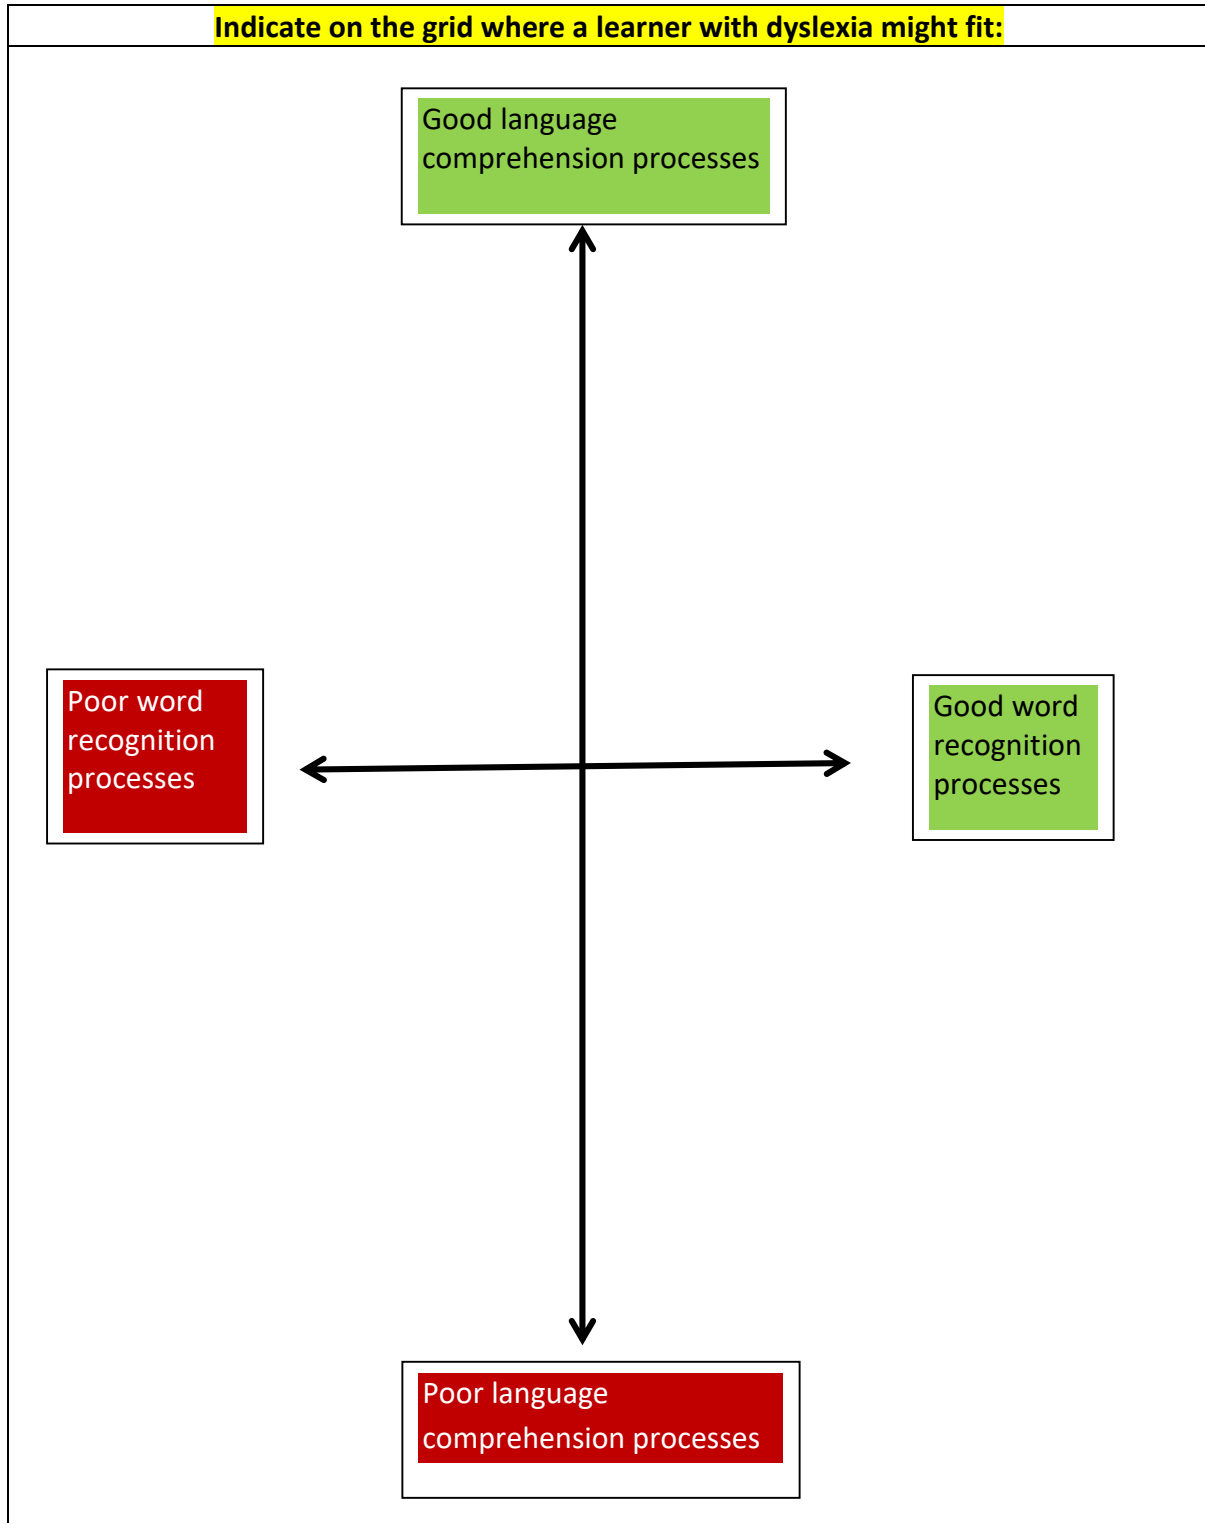 Indicate on the grid where a learner with dyslexia might fit:
Good language
comprehension processes
Poor word
recognition
processes
Good word
recognition
processes
Poor language
comprehension processes